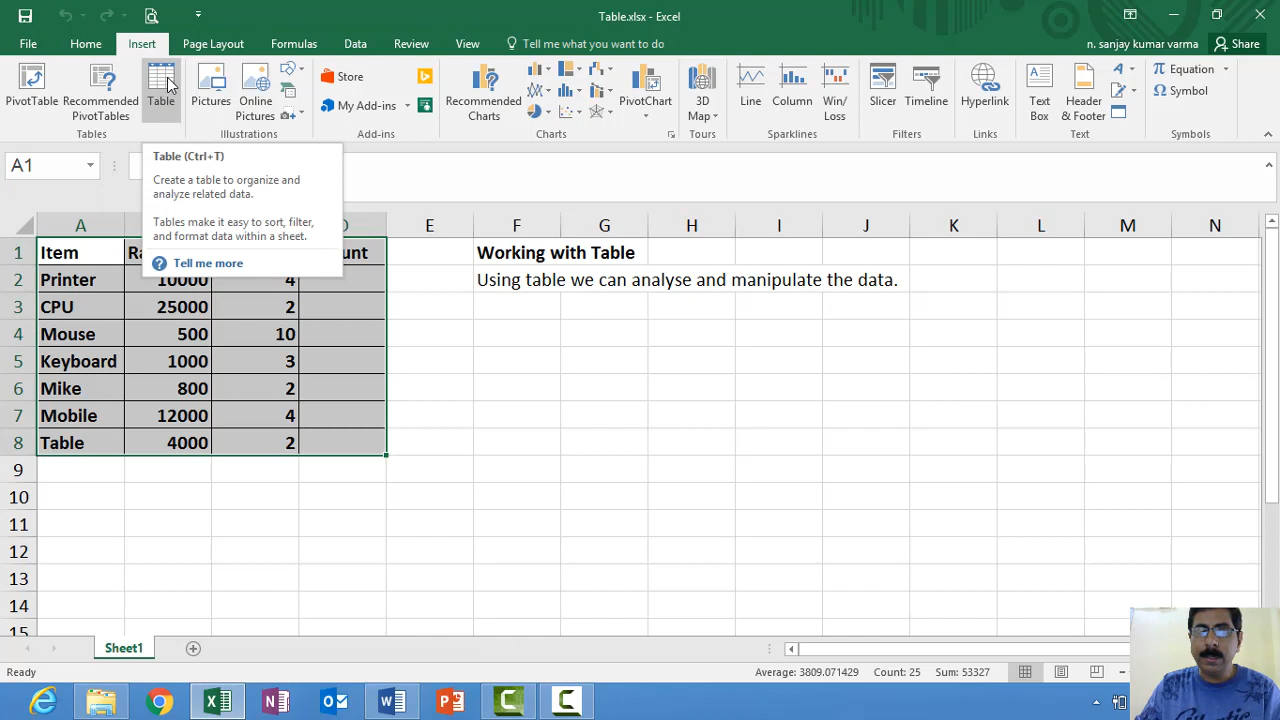 Table.xlsx - Excel
File Home Insert Page Layout Formulas Data Review View Tell me what you want to do n. sanjay kumar varma Share
PivotTable
Recommended
PivotTables
Table
Pictures
Online
Pictures
Store
My Add-ins
Recommended
Charts
PivotChart
3D
Map
Line
Column
Win/
Loss
Slicer
Timeline
Hyperlink
Text
Box
Header
& Footer
Equation
Symbol
Tables Illustrations Add-ins Charts Tours Sparklines Filters Links Text Symbols
A1
Table (Ctrl+T)
Create a table to organize and
analyze related data.
Tables make it easy to sort, filter,
and format data within a sheet.
Tell me more
A E F G H I J K L M N
1 Item Working with Table
2 Printer 10000 4 Using table we can analyse and manipulate the data.
3 CPU 25000 2
4 Mouse 500 10
5 Keyboard 1000 3
6 Mike 800 2
7 Mobile 12000 4
8 Table 4000 2
9
10
11
12
13
14
15
Sheet1
Ready Average: 3809.071429 Count: 25 Sum: 53327